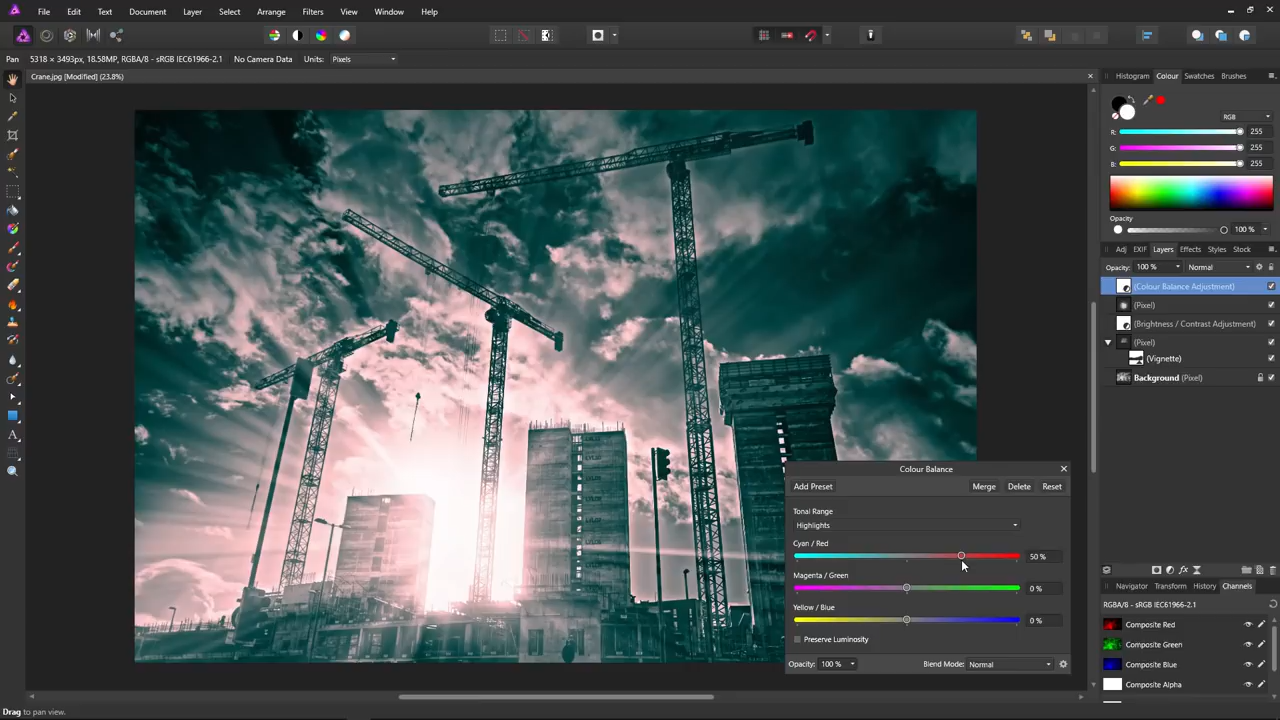 File Edit Text Document Layer Select Arrange Filters View Window Help
Pan 5318 × 3493px, 18.58MP, RGBA/8 - sRGB IEC61966-2.1 No Camera Data Units: Pixels
Crane.jpg [Modified] (23.8%)
Histogram Colour Swatches Brushes
RGB
R: 255
G: 255
B: 255
Opacity
100 %
Adj EXIF Layers Effects Styles Stock
Opacity: 100 % Normal
(Colour Balance Adjustment)
(Pixel)
(Brightness / Contrast Adjustment)
(Pixel)
(Vignette)
Background (Pixel)
Colour Balance
Add Preset Merge Delete Reset
Tonal Range
Highlights
Cyan / Red
50 %
Magenta / Green
0 %
Yellow / Blue
0 %
Preserve Luminosity
Opacity: 100 % Blend Mode: Normal
Navigator Transform History Channels
RGBA/8 - sRGB IEC61966-2.1
Composite Red
Composite Green
Composite Blue
Composite Alpha
Drag to pan view.